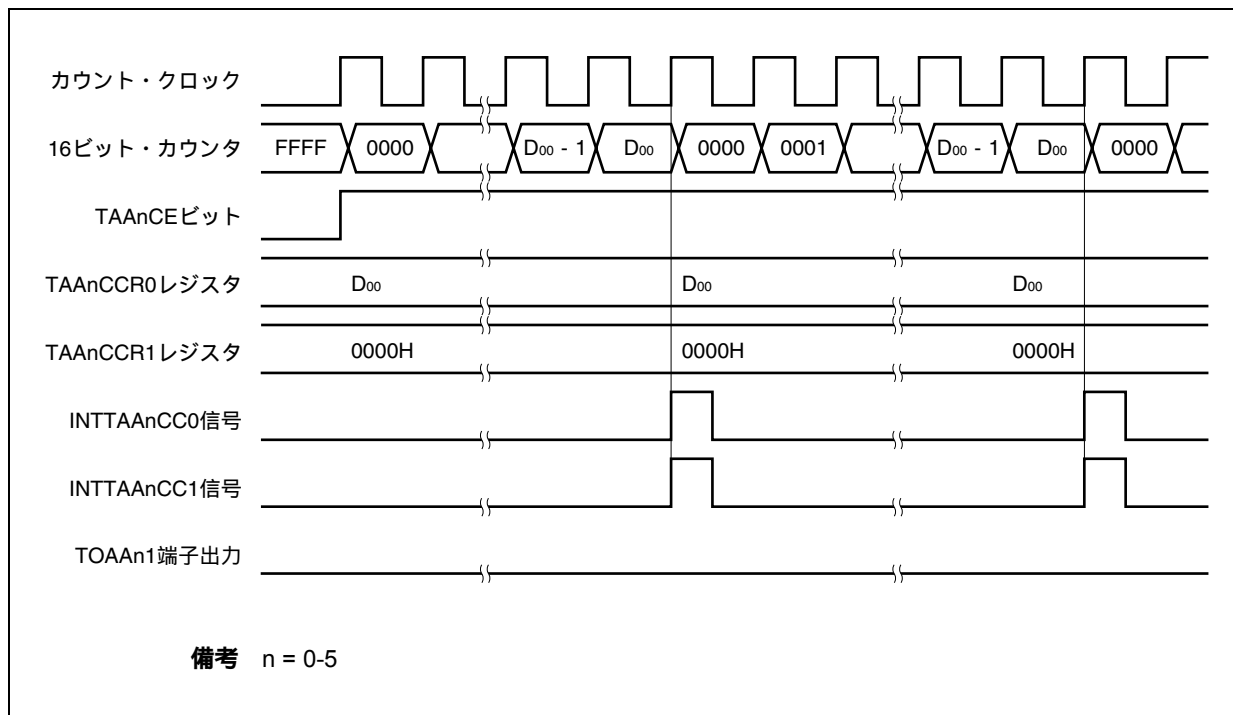 カウント・クロック
16ビット・カウンタ FFFF 0000 D00 - 1 D00 0000 0001 D00 - 1 D00 0000
TAAnCEビット
TAAnCCR0レジスタ D00 D00 D00
TAAnCCR1レジスタ 0000H 0000H 0000H
INTTAAnCC0信号
INTTAAnCC1信号
TOAAn1端子出力
備考 n = 0-5